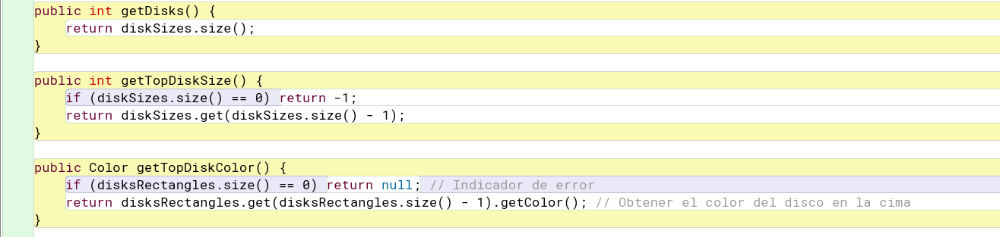 public int getDisks() {
return diskSizes.size();
}
public int getTopDiskSize() {
if (diskSizes.size() == 0) return -1;
return diskSizes.get(diskSizes.size() - 1);
}
public Color getTopDiskColor() {
if (disksRectangles.size() == 0) return null; // Indicador de error
return disksRectangles.get(disksRectangles.size() - 1).getColor(); // Obtener el color del disco en la cima
}